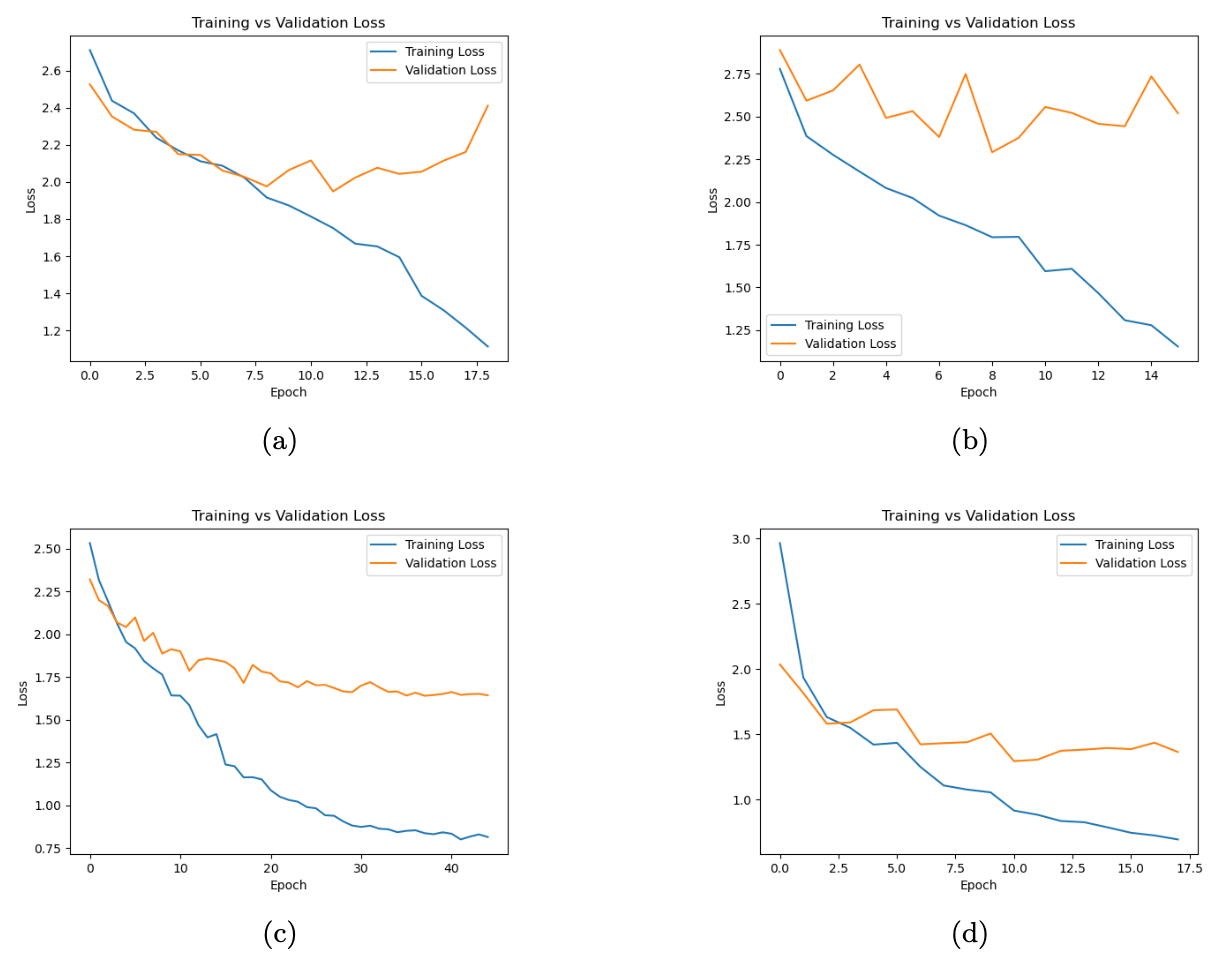 Training vs Validation Loss
Training Loss
Validation Loss
2.6
2.4
2.2
2.0
1.8
1.6
1.4
1.2
Loss
0.0 2.5 5.0 7.5 10.0 12.5 15.0 17.5
Epoch
(a)
Training vs Validation Loss
2.75
2.50
2.25
2.00
1.75
1.50
1.25
Loss
Training Loss
Validation Loss
0 2 4 6 8 10 12 14
Epoch
(b)
Training vs Validation Loss
Training Loss
Validation Loss
2.50
2.25
2.00
1.75
1.50
1.25
1.00
0.75
Loss
0 10 20 30 40
Epoch
(c)
Training vs Validation Loss
Training Loss
Validation Loss
3.0
2.5
2.0
1.5
1.0
Loss
0.0 2.5 5.0 7.5 10.0 12.5 15.0 17.5
Epoch
(d)